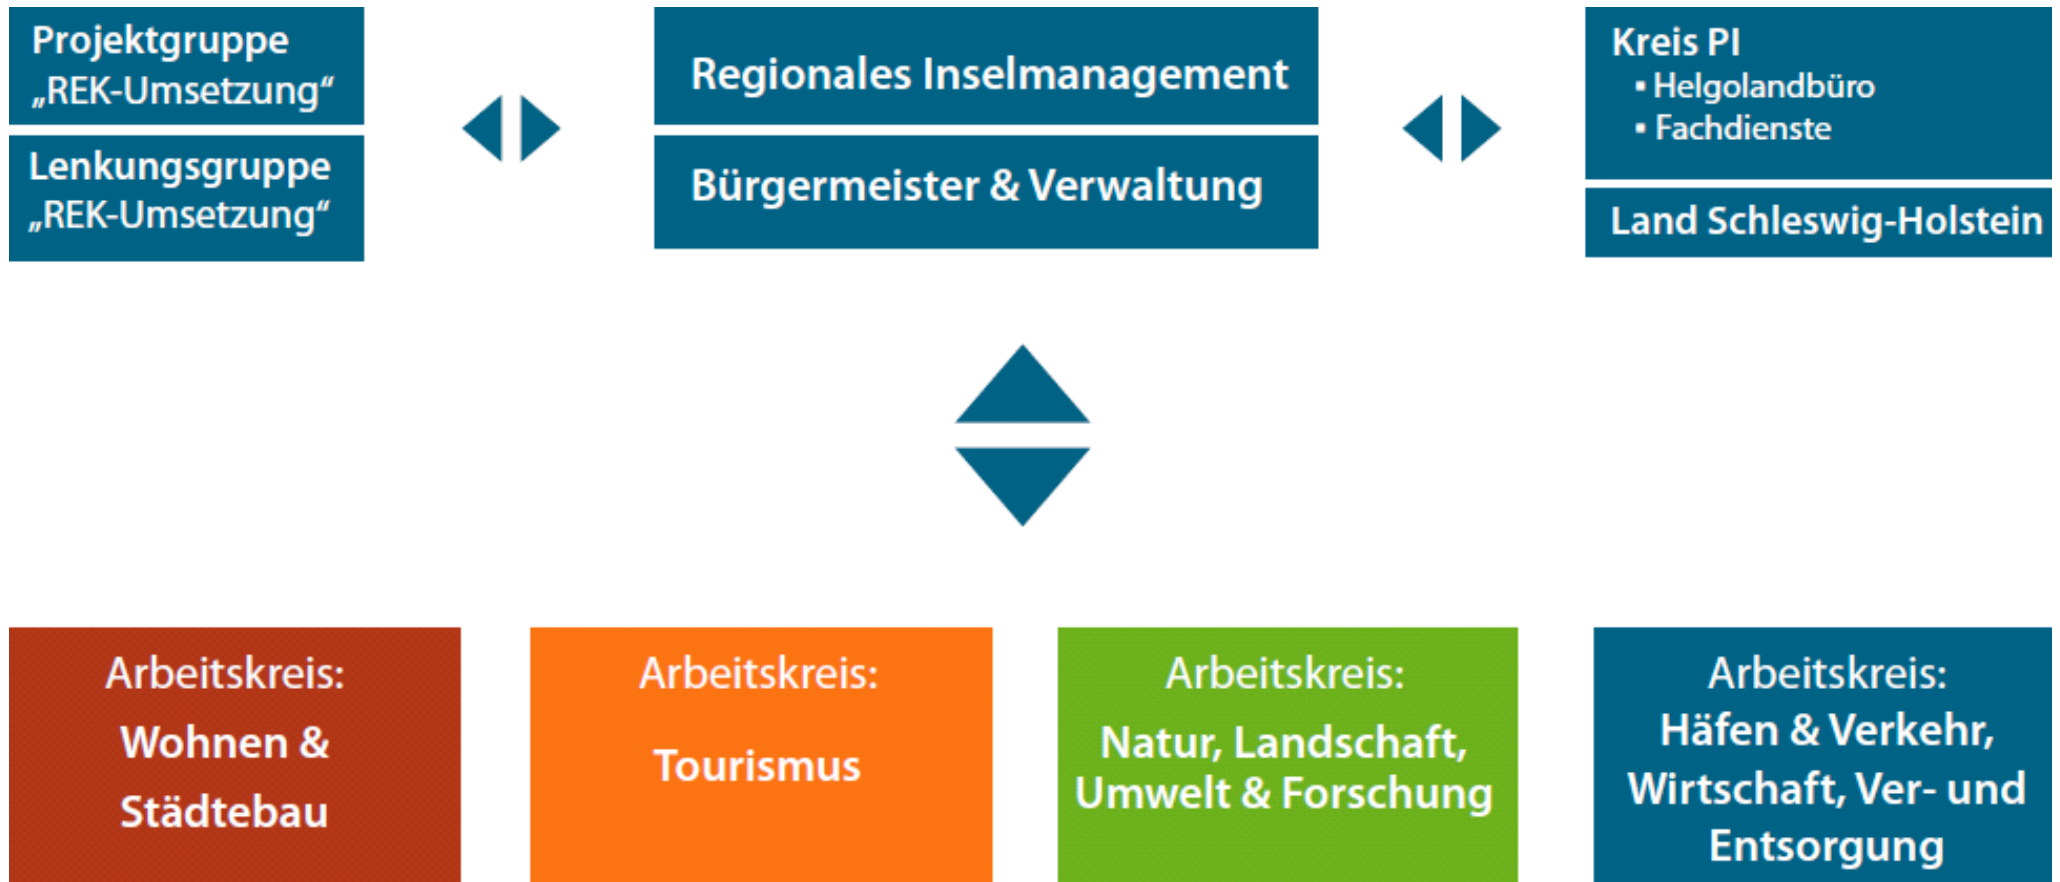 Projektgruppe
„REK-Umsetzung“
Lenkungsgruppe
„REK-Umsetzung“
Regionales Inselmanagement
Bürgermeister & Verwaltung
Kreis PI
▪ Helgolandbüro
▪ Fachdienste
Land Schleswig-Holstein
Arbeitskreis:
Wohnen &
Städtebau
Arbeitskreis:
Tourismus
Arbeitskreis:
Natur, Landschaft,
Umwelt & Forschung
Arbeitskreis:
Häfen & Verkehr,
Wirtschaft, Ver- und
Entsorgung